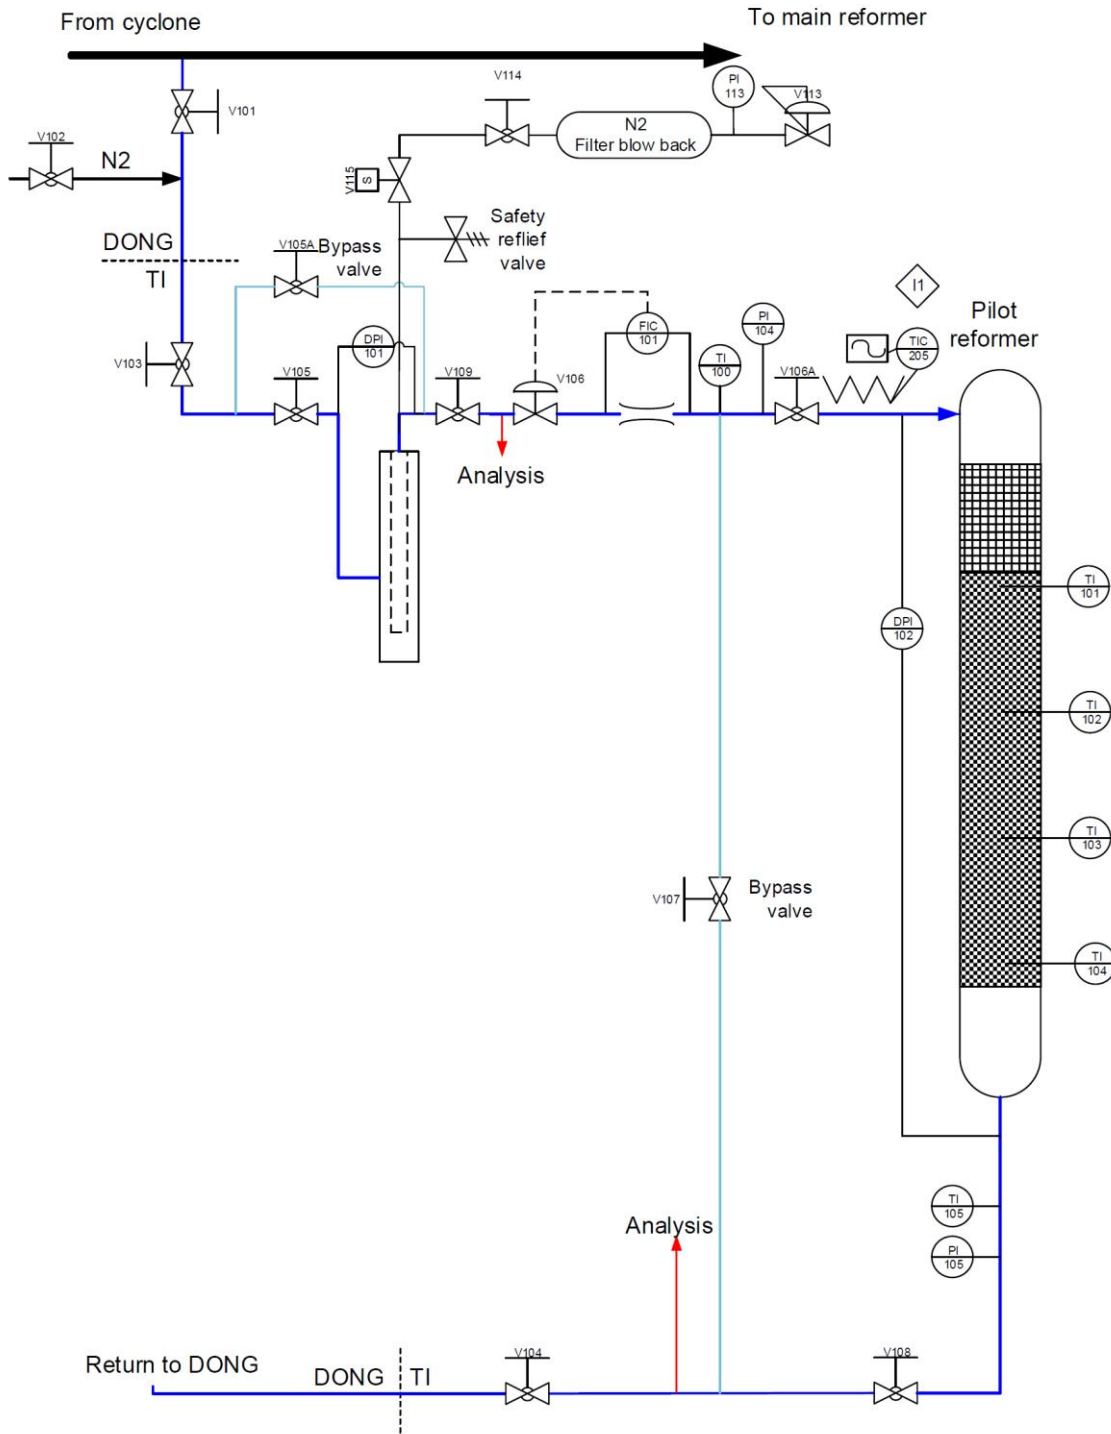 From cyclone
To main reformer
V114
PI
113
V113
V101
V102
N2
N2
Filter blow back
V115
S
DONG
TI
V105A
Bypass
valve
Safety
reflief
valve
I1
Pilot
reformer
V103
DPI
101
FIC
101
PI
104
TI
100
TIC
205
V105
V109
V106
V106A
Analysis
TI
101
DPI
102
TI
102
TI
103
V107
Bypass
valve
TI
104
TI
105
Analysis
PI
105
Return to DONG
DONG
TI
V104
V108